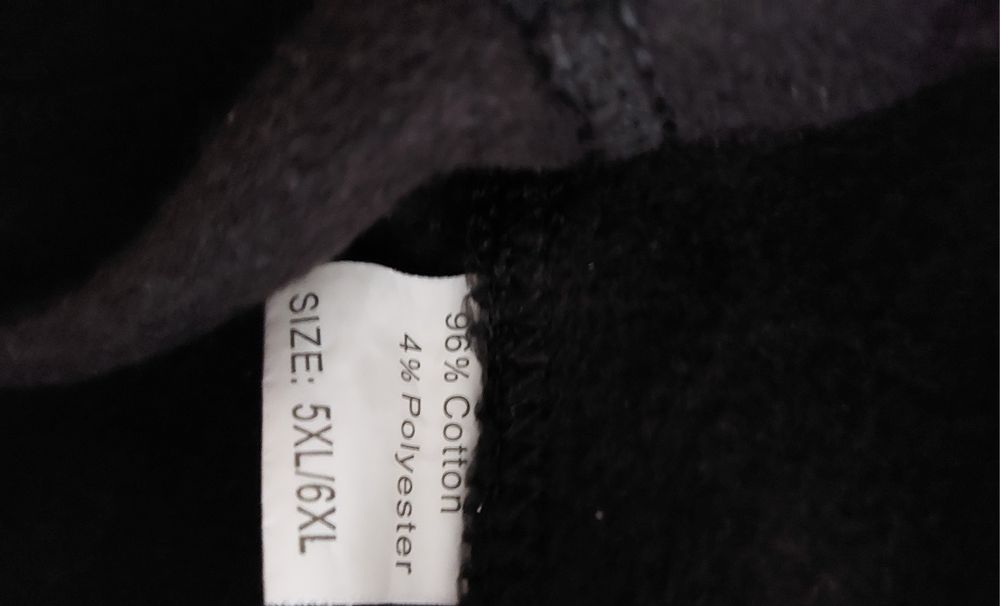 96% Cotton
4% Polyester
SIZE: 5XL/6XL